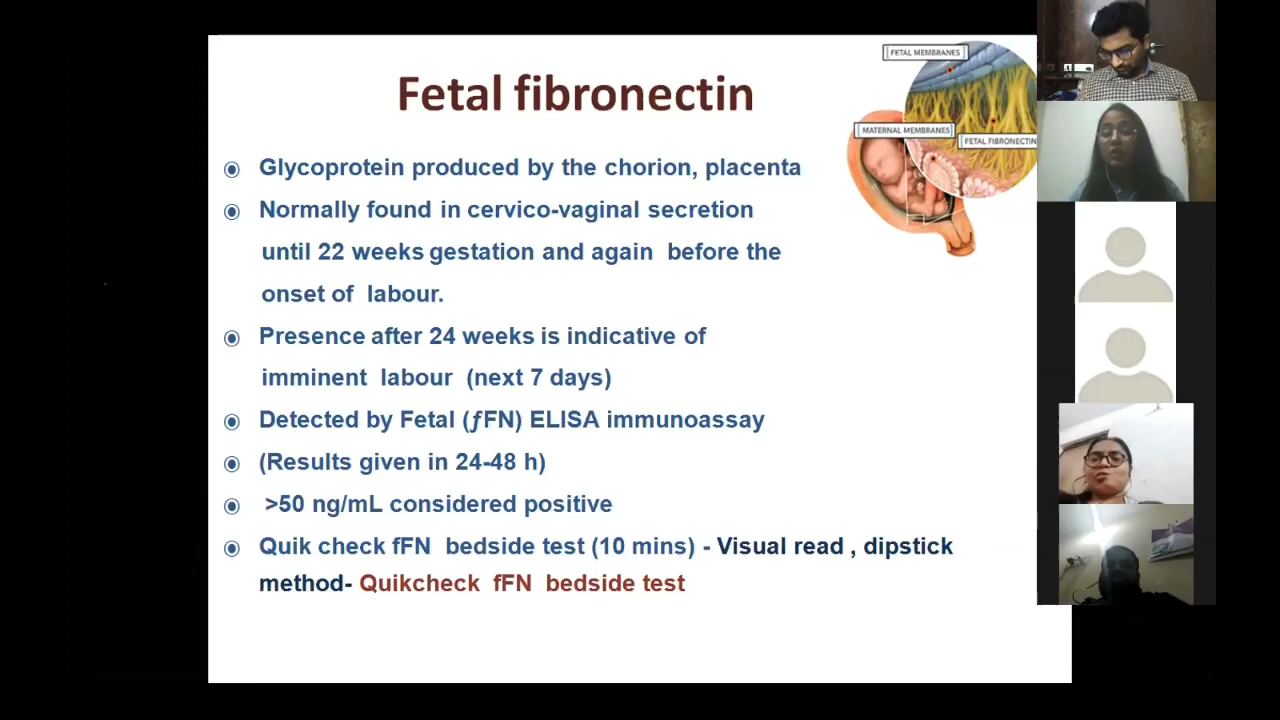 Fetal fibronectin
FETAL MEMBRANES
MATERNAL MEMBRANES
FETAL FIBRONECTIN
Glycoprotein produced by the chorion, placenta
Normally found in cervico-vaginal secretion
until 22 weeks gestation and again before the
onset of labour.
Presence after 24 weeks is indicative of
imminent labour (next 7 days)
Detected by Fetal (ƒFN) ELISA immunoassay
(Results given in 24-48 h)
>50 ng/mL considered positive
Quik check fFN bedside test (10 mins) - Visual read , dipstick
method- Quikcheck fFN bedside test